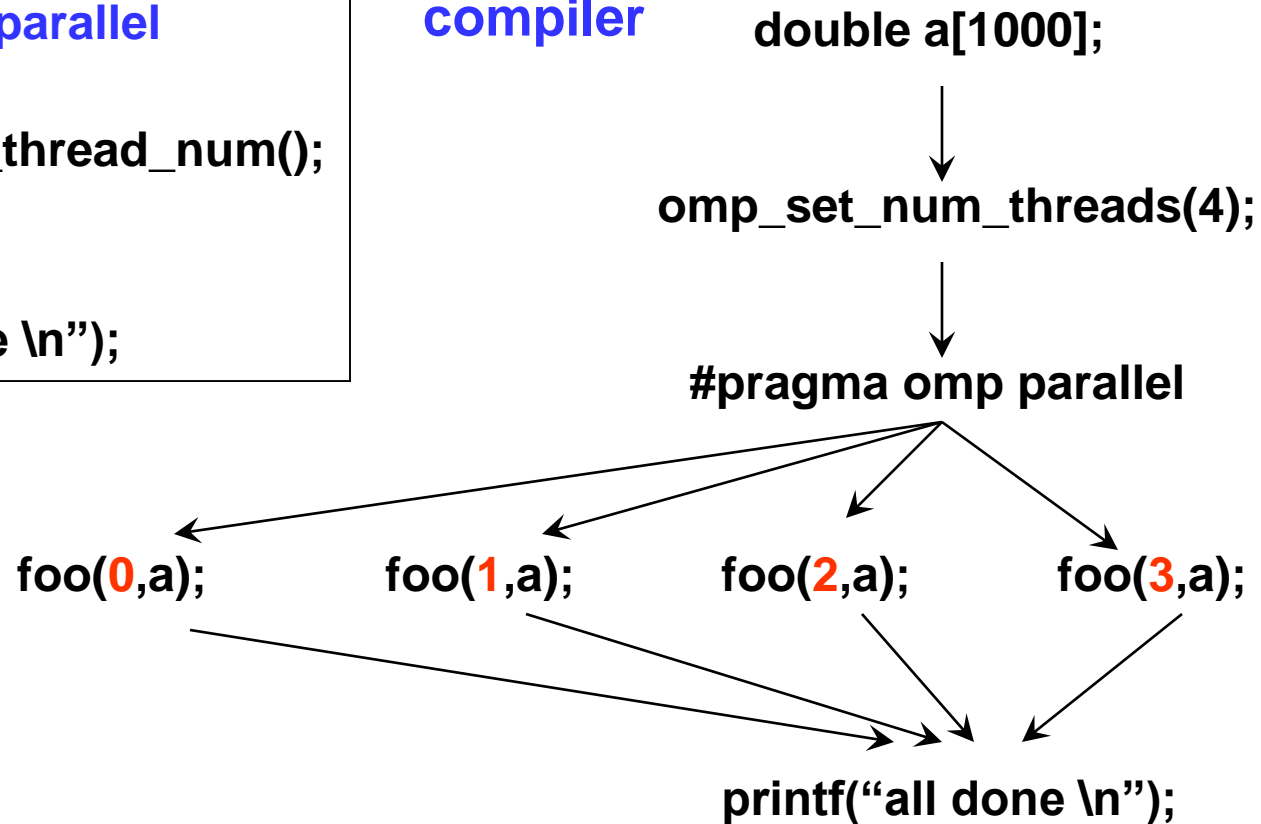 parallel
thread_num();
\n”);
compiler
double a[1000];
omp_set_num_threads(4);
#pragma omp parallel
foo(0,a); foo(1,a); foo(2,a); foo(3,a);
printf(“all done \n”);